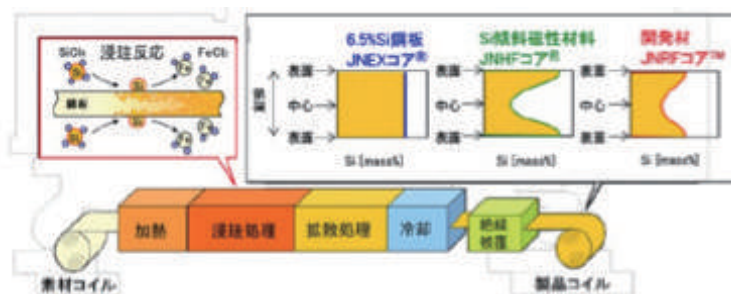 SiCl₄ 浸珪反応 FeCl₂
鋼板
Si
Si
Fe
Fe
6.5%Si鋼板
JNEXコア®
Si傾斜磁性材料
JNHFコア®
開発材
JNRFコア™
表面
中心
表面
板厚
Si [mass%]
表面
中心
表面
Si [mass%]
表面
中心
表面
Si [mass%]
加熱
浸珪処理
拡散処理
冷却
絶縁
被覆
素材コイル
製品コイル